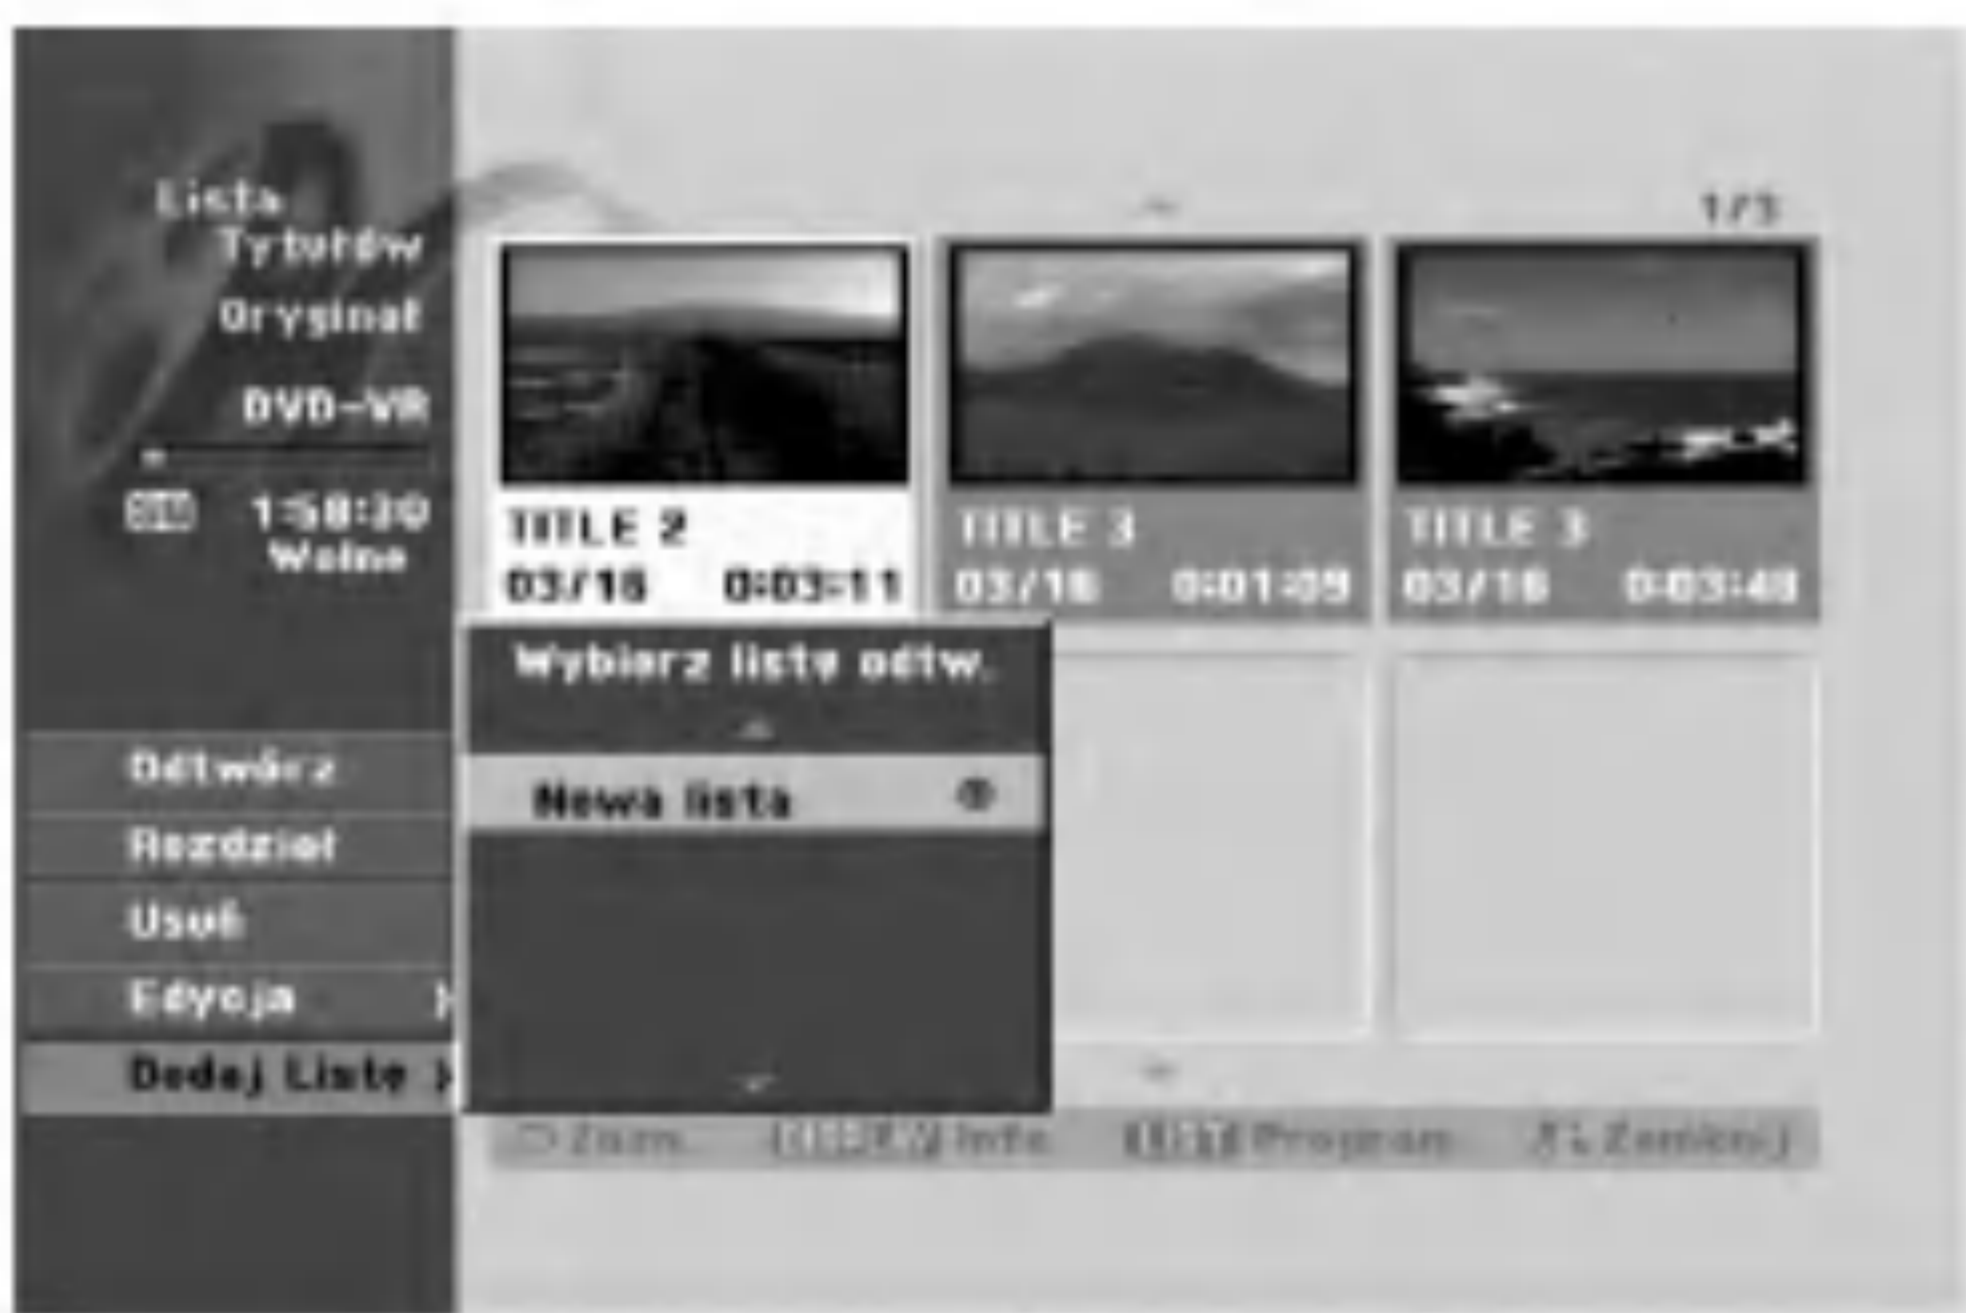 Lista
Tytułów
Oryginał
DVD-VR
1:58:30
Wolne
Odtwórz
Rozdział
Usuń
Edycja
Dodaj Listę
1/3
TITLE 2
03/16 0:03:11
TITLE 3
03/16 0:01:09
TITLE 3
03/16 0:03:48
Wybierz listę odtw.
Nowa lista
Info
Program
Zamknij